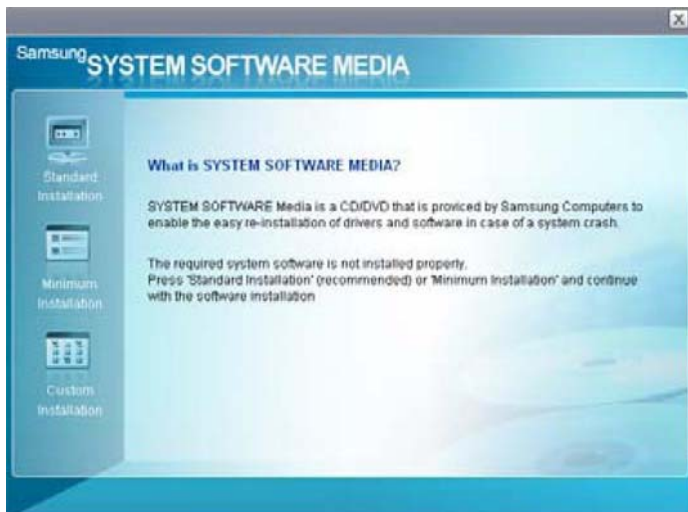 X
Samsung SYSTEM SOFTWARE MEDIA
Standard
Installation
Minimum
Installation
Custom
Installation
What is SYSTEM SOFTWARE MEDIA?
SYSTEM SOFTWARE Media is a CD/DVD that is provided by Samsung Computers to
enable the easy re-installation of drivers and software in case of a system crash.
The required system software is not installed properly.
Press 'Standard Installation' (recommended) or 'Minimum Installation' and continue
with the software installation